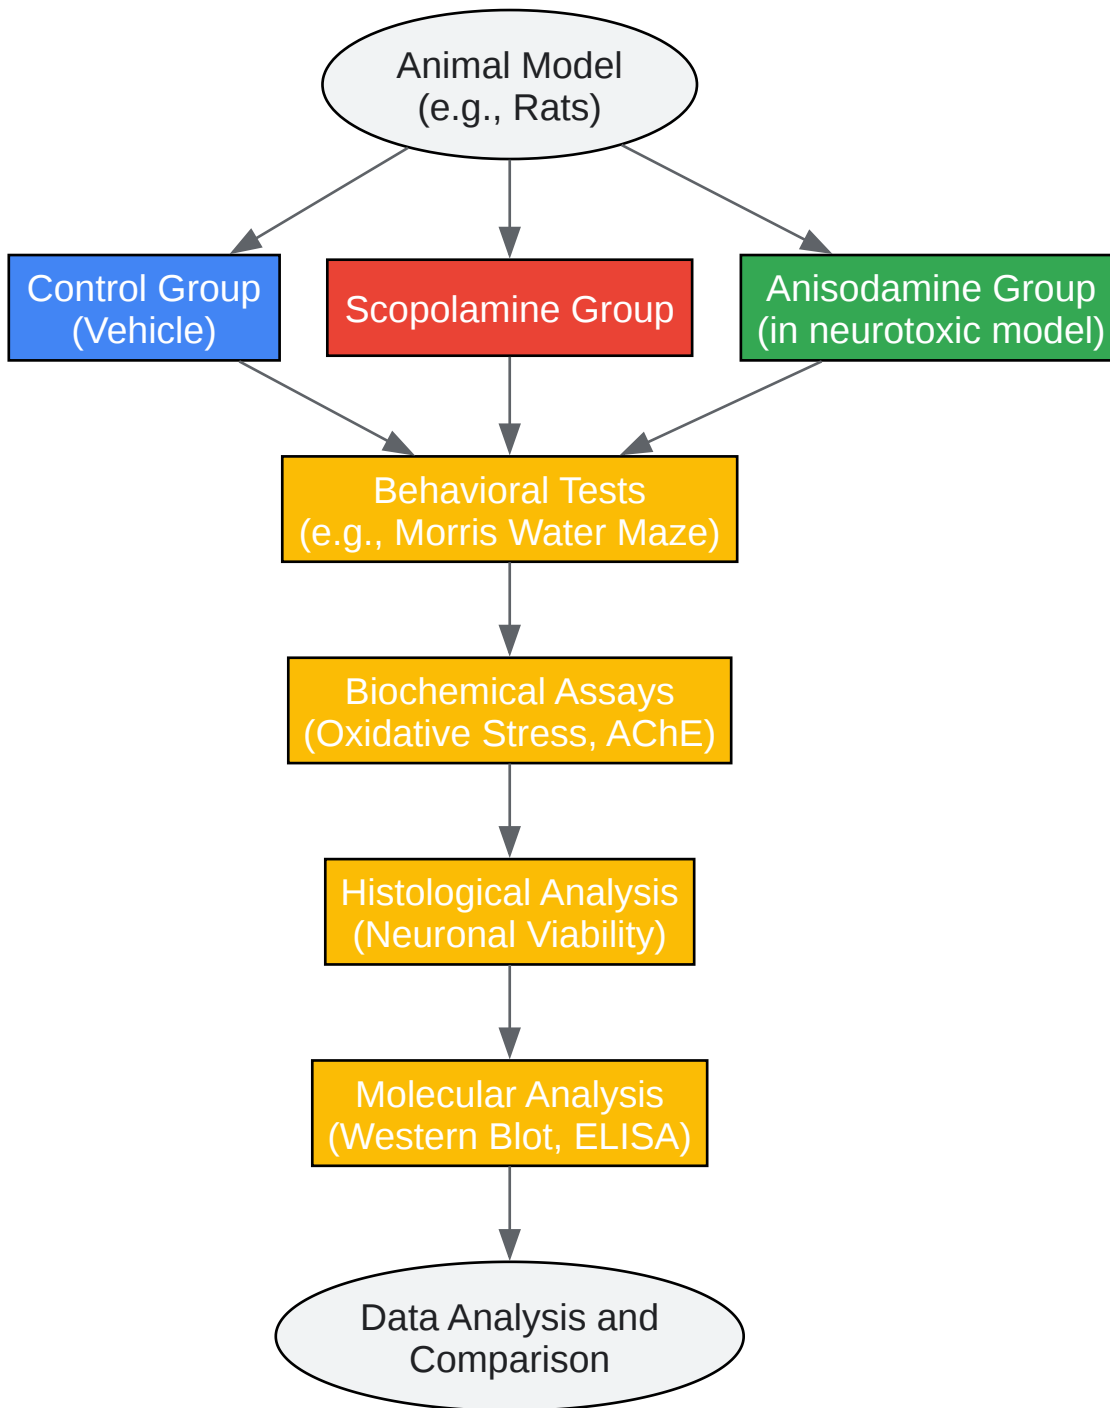 Animal Model
(e.g., Rats)
Control Group
(Vehicle)
Scopolamine Group
Anisodamine Group
(in neurotoxic model)
Behavioral Tests
(e.g., Morris Water Maze)
Biochemical Assays
(Oxidative Stress, AChE)
Histological Analysis
(Neuronal Viability)
Molecular Analysis
(Western Blot, ELISA)
Data Analysis and
Comparison